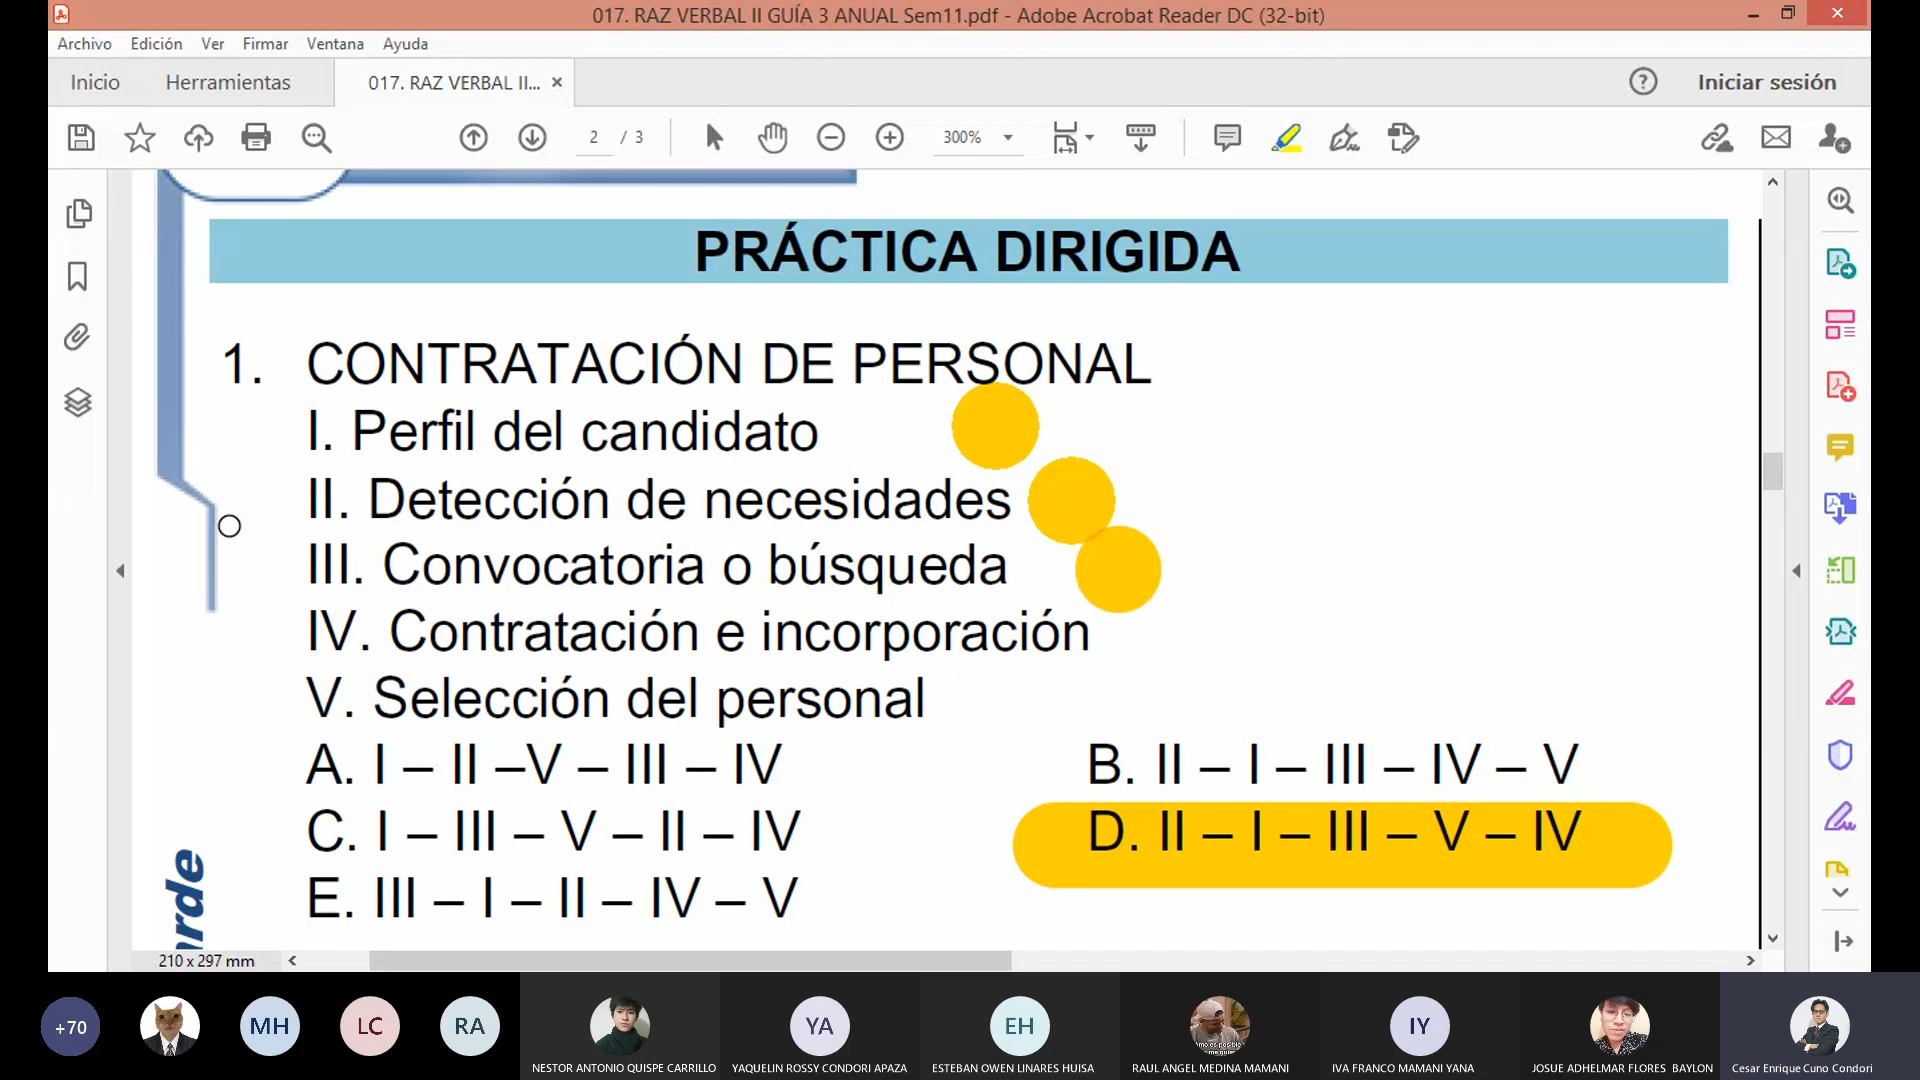 017. RAZ VERBAL II GUÍA 3 ANUAL Sem11.pdf - Adobe Acrobat Reader DC (32-bit)
Archivo Edición Ver Firmar Ventana Ayuda
Inicio Herramientas 017. RAZ VERBAL II... × Iniciar sesión
2 / 3 300%
PRÁCTICA DIRIGIDA
1. CONTRATACIÓN DE PERSONAL
I. Perfil del candidato
II. Detección de necesidades
III. Convocatoria o búsqueda
IV. Contratación e incorporación
V. Selección del personal
A. I – II –V – III – IV B. II – I – III – IV – V
C. I – III – V – II – IV D. II – I – III – V – IV
E. III – I – II – IV – V
210 x 297 mm
+70 MH LC RA YA EH IY
NESTOR ANTONIO QUISPE CARRILLO YAQUELIN ROSSY CONDORI APAZA ESTEBAN OWEN LINARES HUISA RAUL ANGEL MEDINA MAMANI IVA FRANCO MAMANI YANA JOSUE ADHELMAR FLORES BAYLON Cesar Enrique Cuno Condori